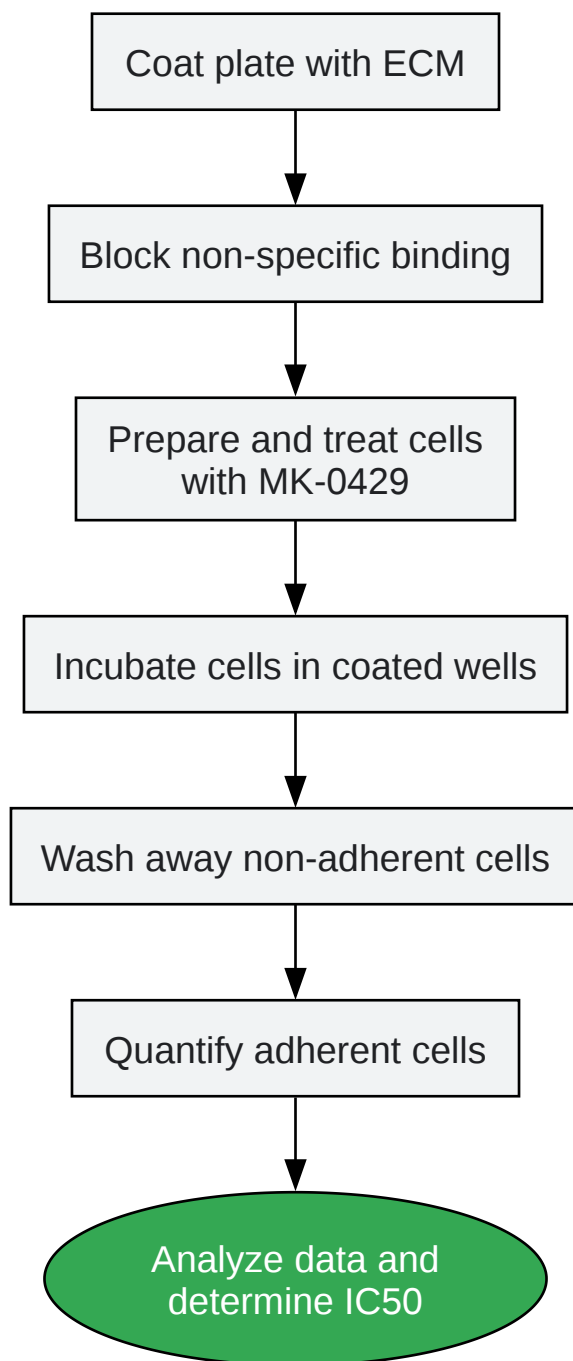 Coat plate with ECM
Block non-specific binding
Prepare and treat cells
with MK-0429
Incubate cells in coated wells
Wash away non-adherent cells
Quantify adherent cells
Analyze data and
determine IC50